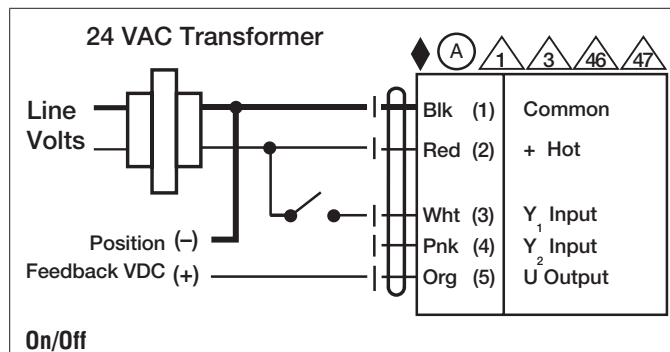 24 VAC Transformer
A 1 3 46 47
Line Volts
Blk (1) Common
Red (2) + Hot
Wht (3) Y1 Input
Pnk (4) Y2 Input
Org (5) U Output
Position (–)
Feedback VDC (+)
On/Off